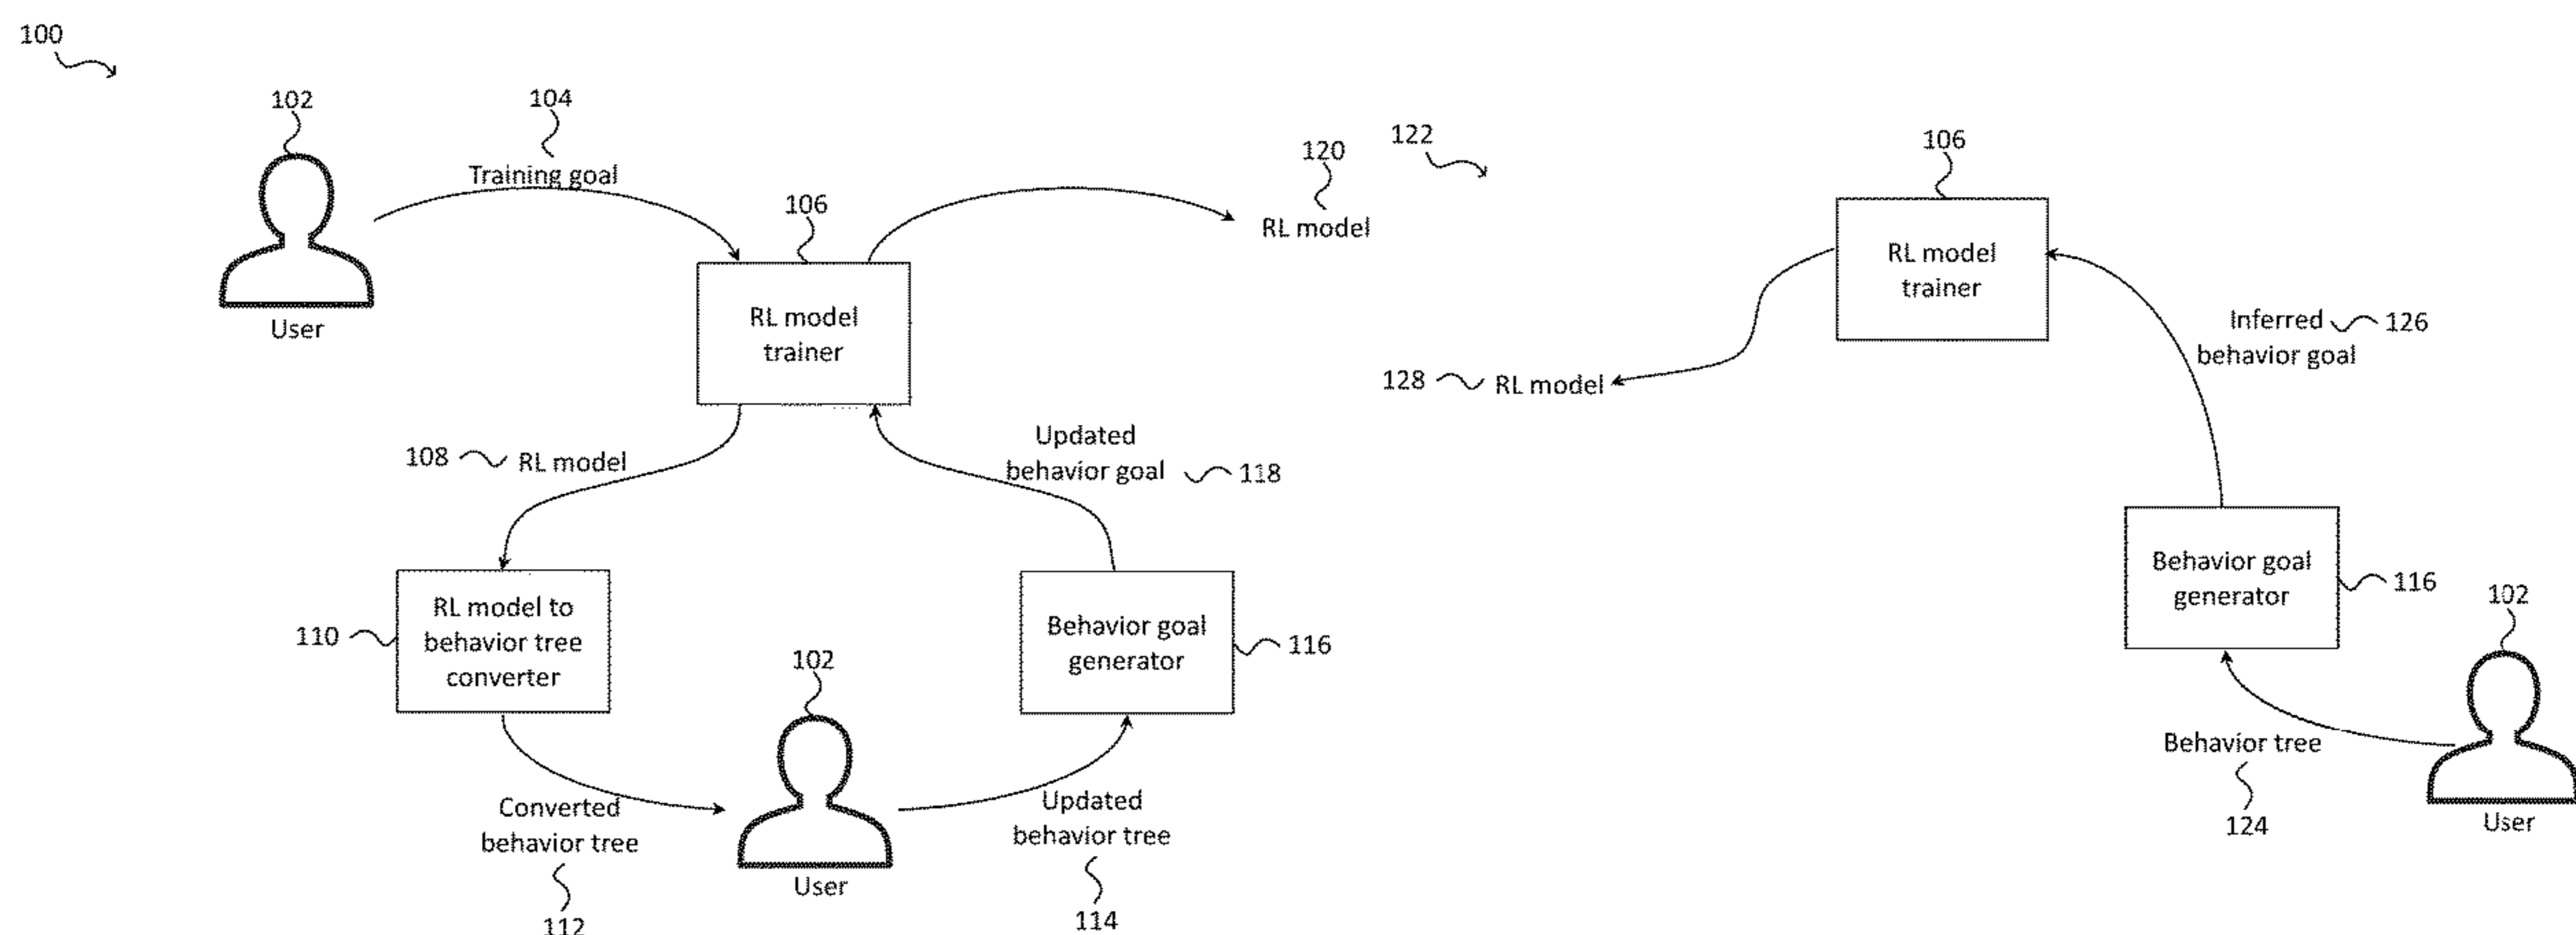 100
102
104
Training goal
User
106
RL model
trainer
120
RL model
108 RL model
Updated
behavior goal
118
110
RL model to
behavior tree
converter
Behavior goal
generator
116
102
User
Converted
behavior tree
112
Updated
behavior tree
114
122
106
RL model
trainer
Inferred 126
behavior goal
128 RL model
Behavior goal
generator
116
102
User
Behavior tree
124